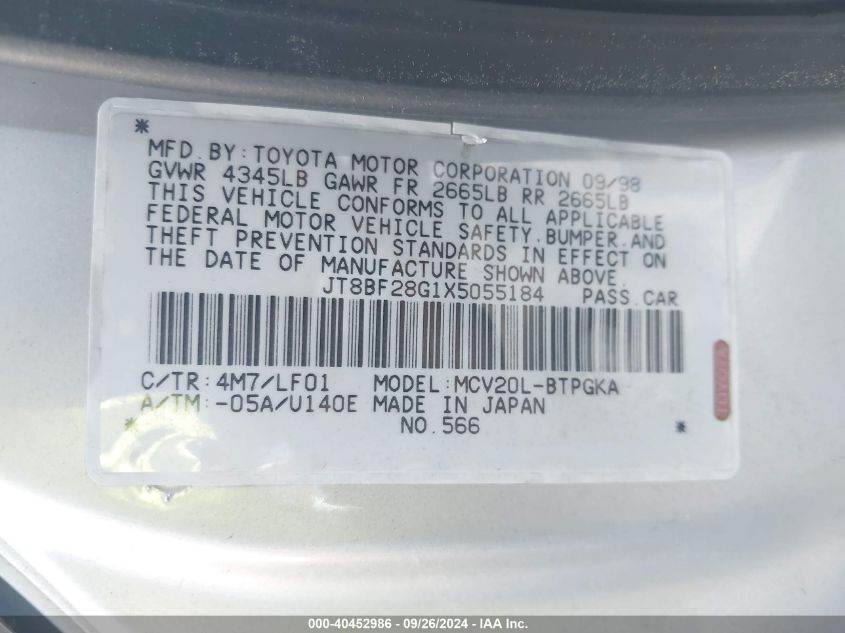 *
MFD.BY:TOYOTA MOTOR CORPORATION 09/98
GVWR 4345LB GAWR FR 2665LB RR 2665LB
THIS VEHICLE CONFORMS TO ALL APPLICABLE
FEDERAL MOTOR VEHICLE SAFETY.BUMPER.AND
THEFT PREVENTION STANDARDS IN EFFECT ON
THE DATE OF MANUFACTURE SHOWN ABOVE.
JT8BF28G1X5055184 PASS.CAR
C/TR:4M7/LF01 MODEL:MCV20L-BTPGKA
A/TM:-05A/U140E MADE IN JAPAN
* NO.566 *
TOYOTA
000-40452986 - 09/26/2024 - IAA Inc.